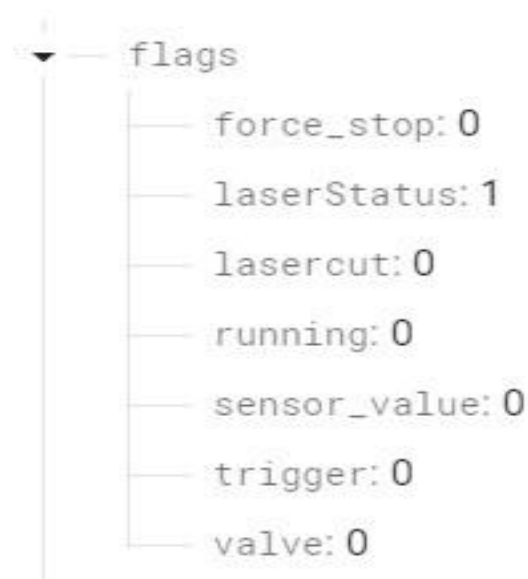 flags
force_stop: 0
laserStatus: 1
lasercut: 0
running: 0
sensor_value: 0
trigger: 0
valve: 0